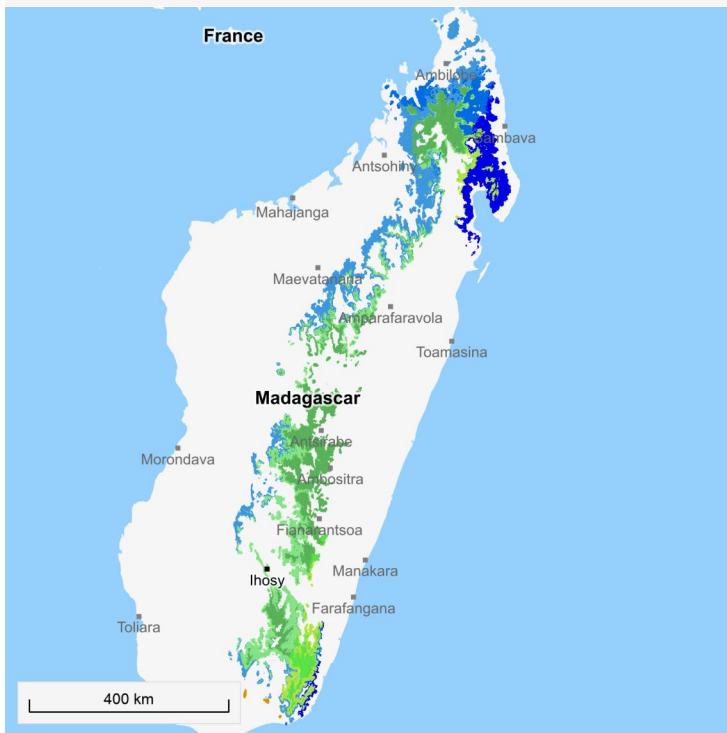 France
Ambilobe
Sambava
Antsohihy
Mahajanga
Maevatanana
Amparafaravola
Toamasina
Madagascar
Antsirabe
Morondava
Ambositra
Fianarantsoa
Ihosy
Manakara
Farafangana
Toliara
400 km